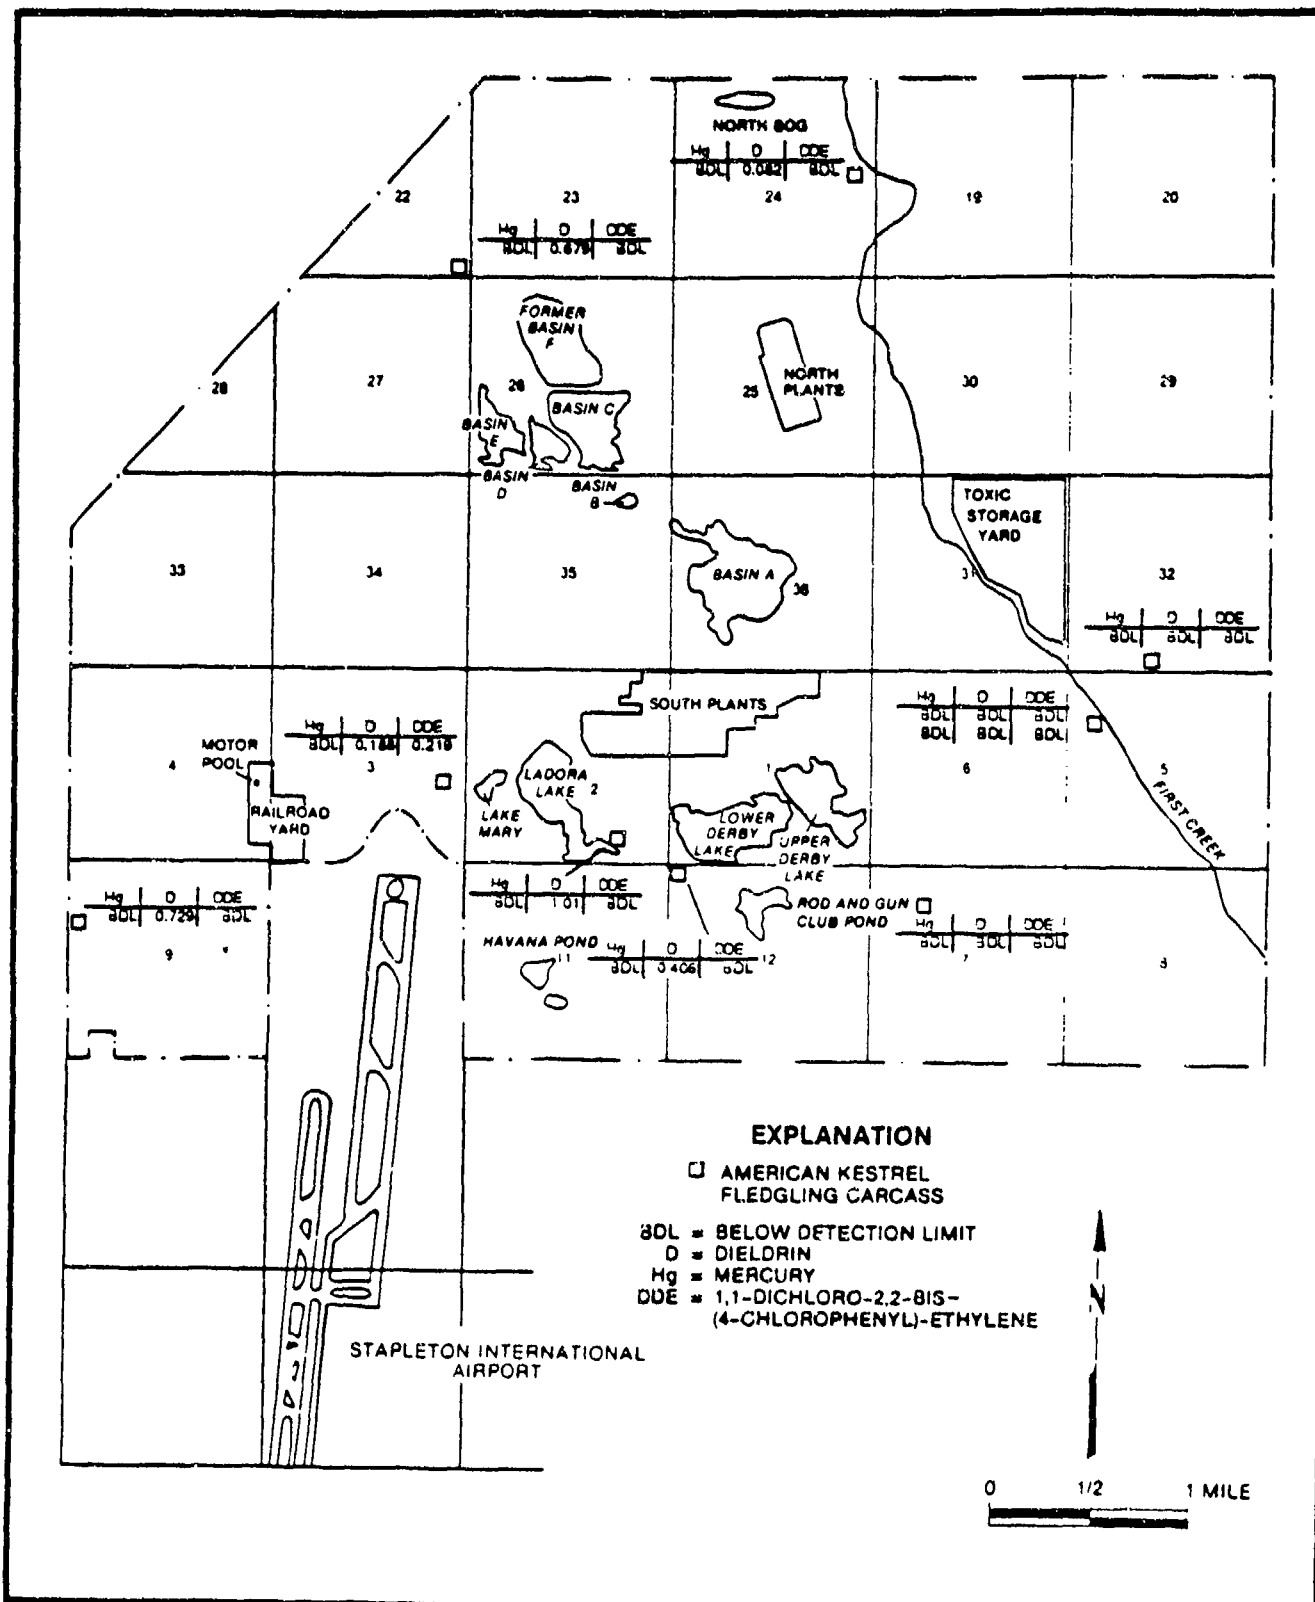 NORTH BOG
Hg D DDE
BDL 0.082 BDL
22
23
24
19
20
Hg D DDE
BDL BDL
FORMER
BASIN
F
28
27
26
25
NORTH
PLANTS
30
29
BASIN C
BASIN
E
BASIN
D
BASIN
B
TOXIC
STORAGE
YARD
33
34
35
BASIN A
36
31
32
Hg D DDE
BDL BDL BDL
SOUTH PLANTS
Hg D DDE
BDL BDL BDL
BDL BDL BDL
Hg D DDE
BDL 0.219
MOTOR
POOL
4
3
RAILROAD
YARD
LADORA
LAKE 2
LAKE
MARY
1
LOWER
DERBY
LAKE
UPPER
DERBY
LAKE
6
5
FIRST CREEK
Hg D DDE
BDL 1.01 BDL
Hg D DDE
BDL 0.729 BDL
9
ROD AND GUN
CLUB POND
Hg D DDE
BDL BDL BDL
7
8
HAVANA POND
11
Hg D DDE
BDL 0.406 BDL
12
EXPLANATION
AMERICAN KESTREL
FLEDGLING CARCASS
BDL = BELOW DETECTION LIMIT
D = DIELDRIN
Hg = MERCURY
DDE = 1,1-DICHLORO-2,2-BIS-
(4-CHLOROPHENYL)-ETHYLENE
N
STAPLETON INTERNATIONAL
AIRPORT
0 1/2 1 MILE